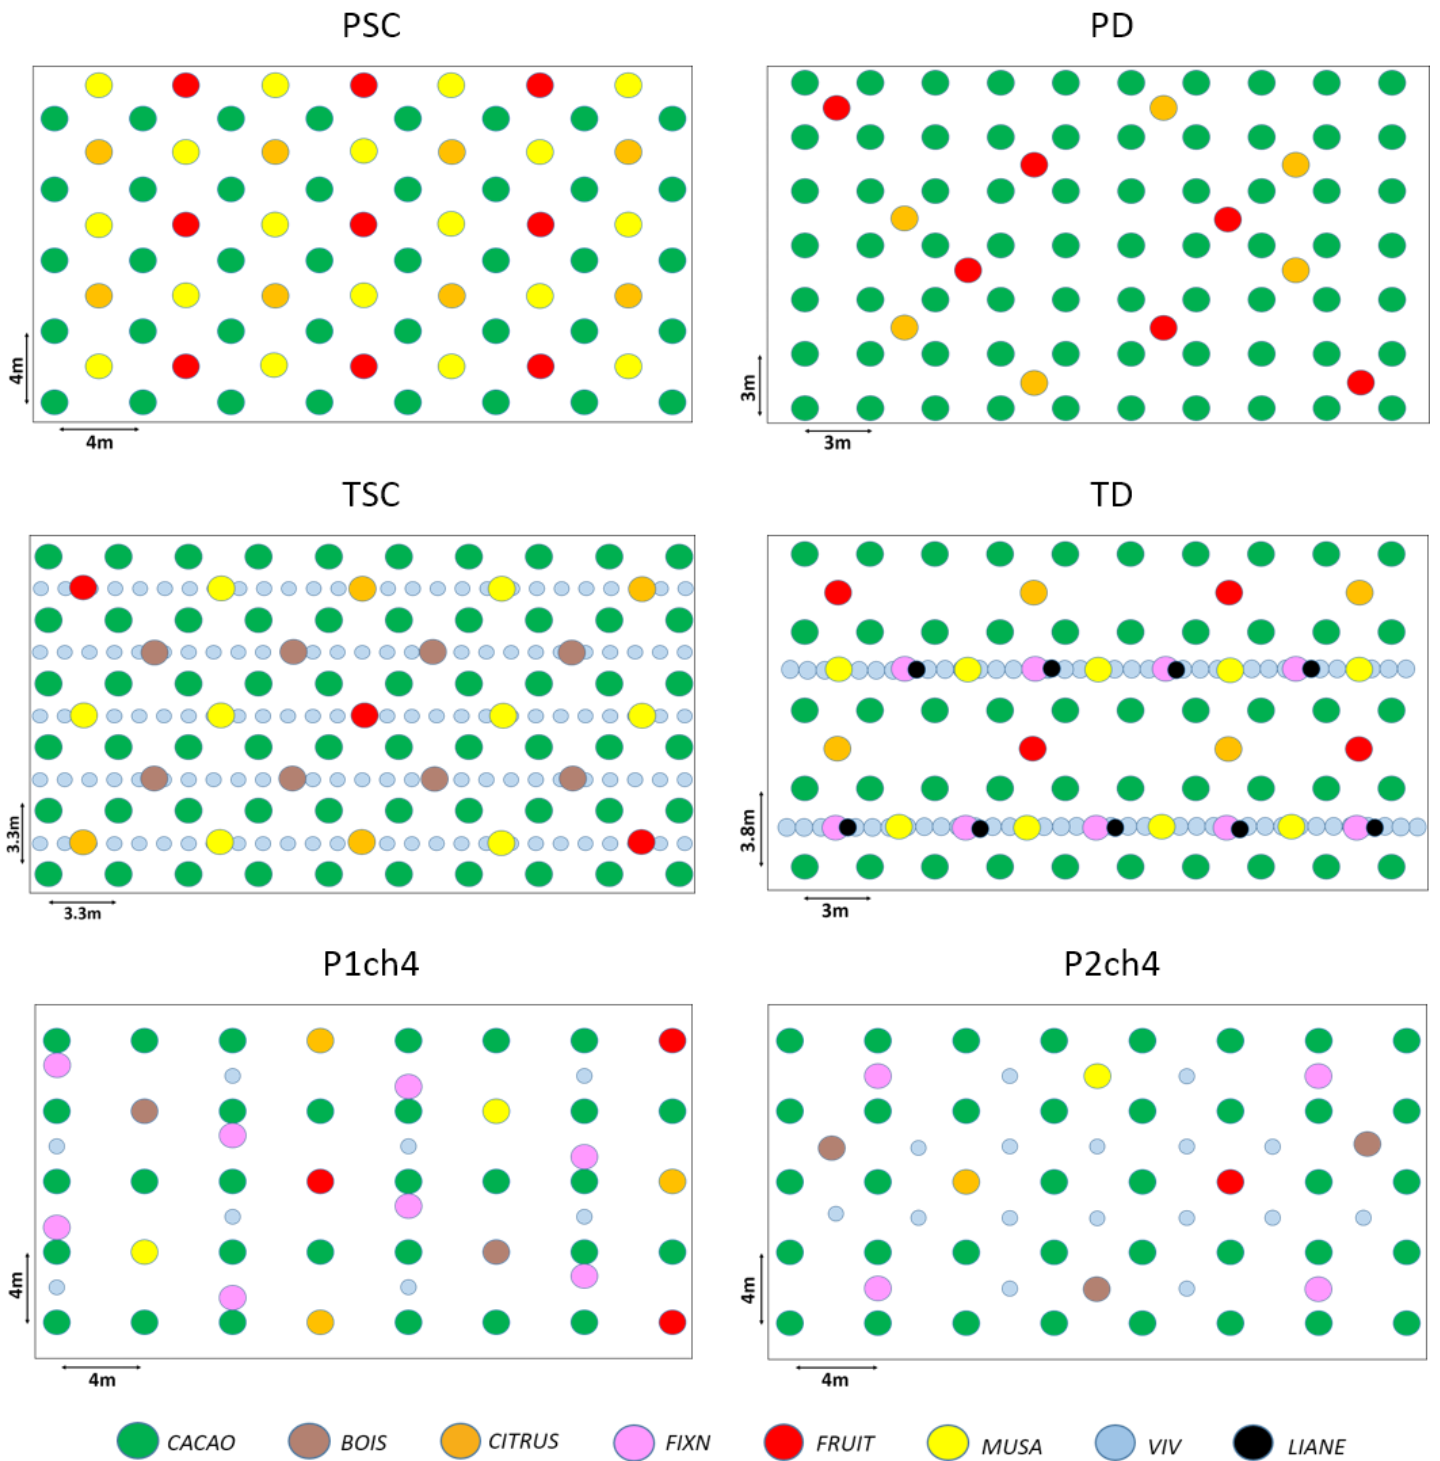 PSC
PD
4m
4m
3m
3m
TSC
TD
3.3m
3.3m
3.8m
3m
P1ch4
P2ch4
4m
4m
4m
4m
CACAO BOIS CITRUS FIXN FRUIT MUSA VIV LIANE